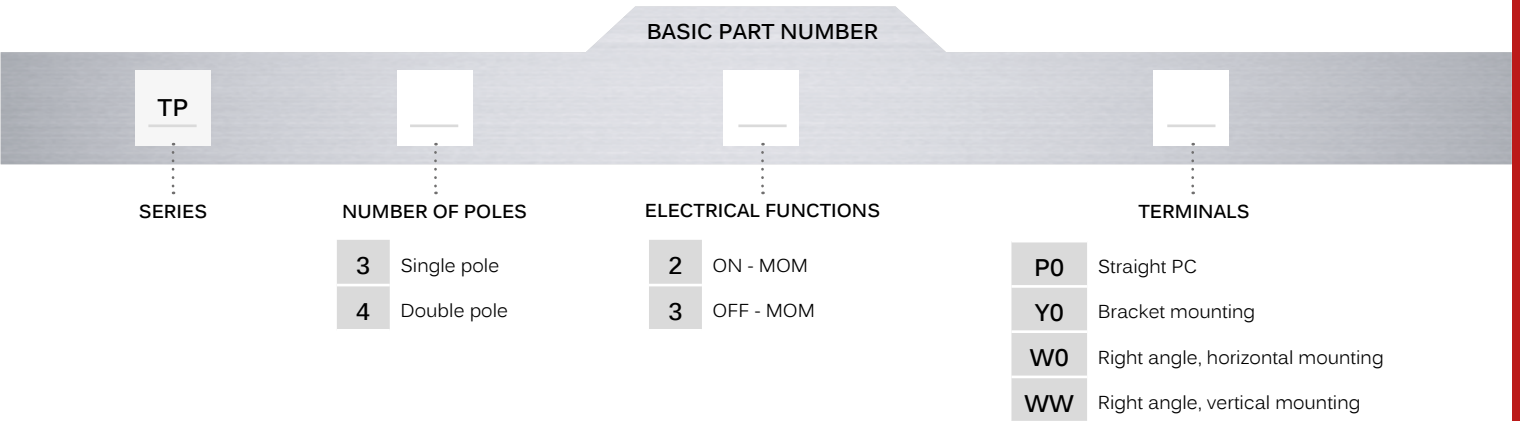 BASIC PART NUMBER
TP
SERIES
NUMBER OF POLES
3 Single pole
4 Double pole
ELECTRICAL FUNCTIONS
2 ON - MOM
3 OFF - MOM
TERMINALS
P0 Straight PC
Y0 Bracket mounting
W0 Right angle, horizontal mounting
WW Right angle, vertical mounting